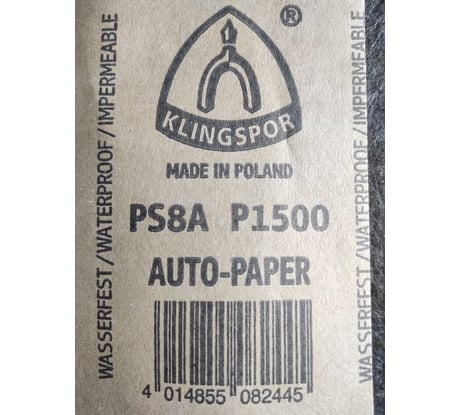 ®
KLINGSPOR
MADE IN POLAND
PS8A P1500
AUTO-PAPER
4 014855 082445
WASSERFEST / WATERPROOF / IMPERMEABLE
WASSERFEST / WATERPROOF / IMPERMEABLE